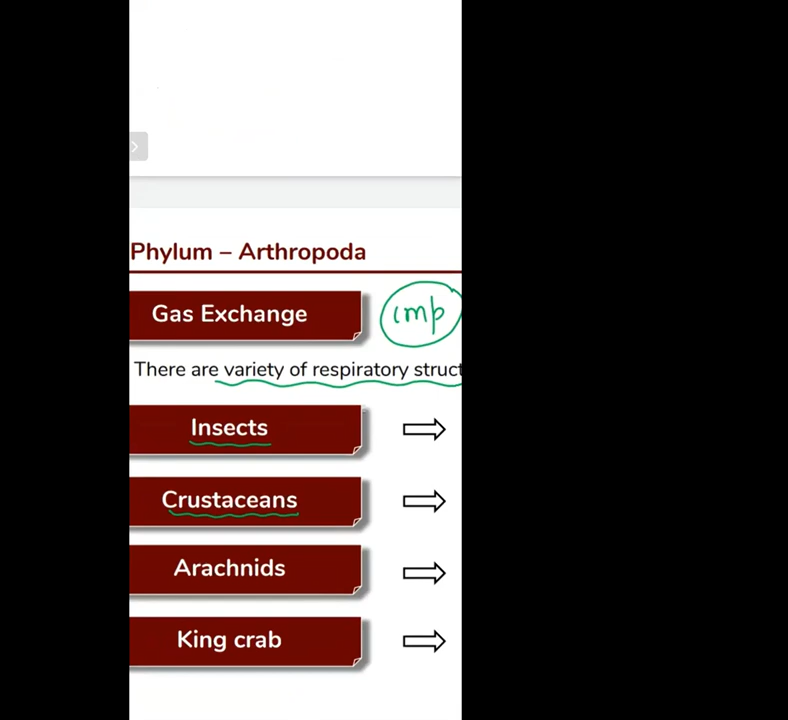 Phylum – Arthropoda
Gas Exchange
imp
There are variety of respiratory struct
Insects
Crustaceans
Arachnids
King crab